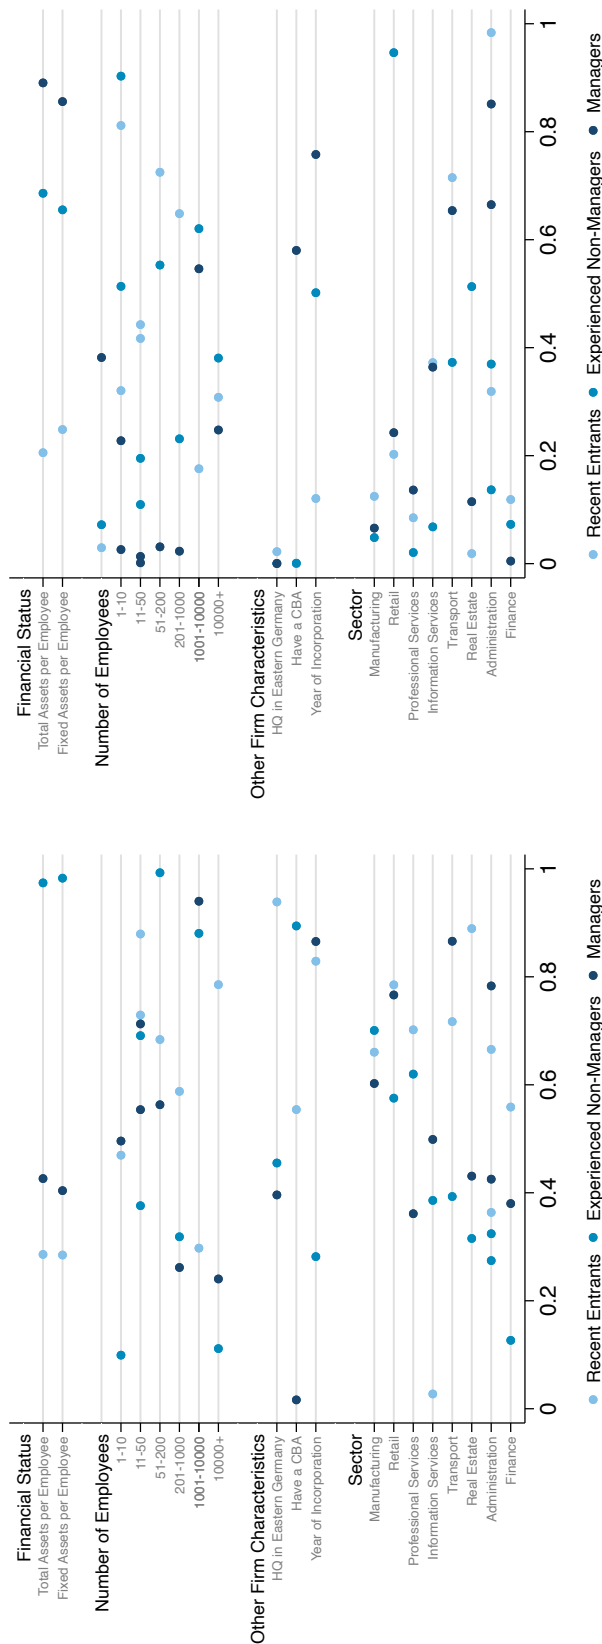 Financial Status
Total Assets per Employee
Fixed Assets per Employee
Number of Employees
1-10
11-50
51-200
201-1000
1001-10000
10000+
Other Firm Characteristics
HQ in Eastern Germany
Have a CBA
Year of Incorporation
Sector
Manufacturing
Retail
Professional Services
Information Services
Transport
Real Estate
Administration
Finance
0 0.2 0.4 0.6 0.8 1
Recent Entrants Experienced Non-Managers Managers
Financial Status
Total Assets per Employee
Fixed Assets per Employee
Number of Employees
1-10
11-50
51-200
201-1000
1001-10000
10000+
Other Firm Characteristics
HQ in Eastern Germany
Have a CBA
Year of Incorporation
Sector
Manufacturing
Retail
Professional Services
Information Services
Transport
Real Estate
Administration
Finance
0 0.2 0.4 0.6 0.8 1
Recent Entrants Experienced Non-Managers Managers